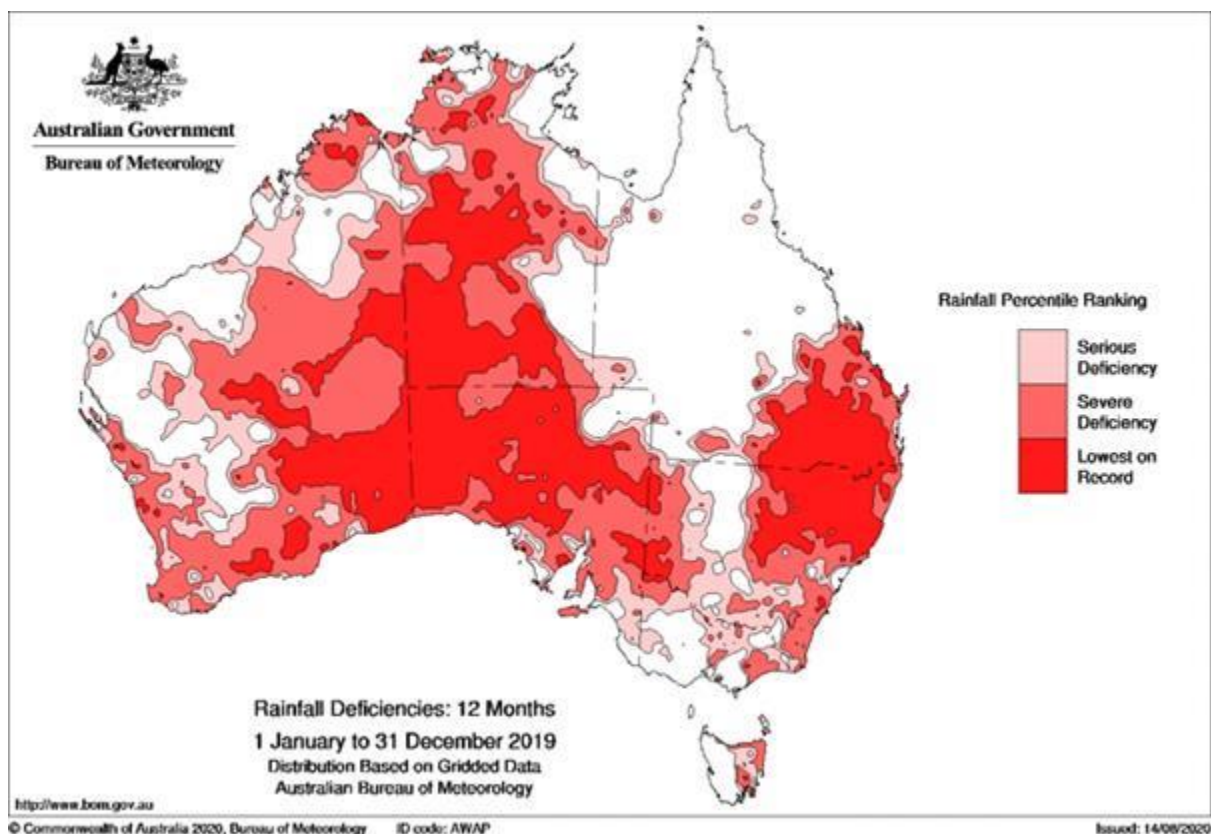 Australian Government
Bureau of Meteorology
Rainfall Percentile Ranking
Serious
Deficiency
Severe
Deficiency
Lowest on
Record
Rainfall Deficiencies: 12 Months
1 January to 31 December 2019
Distribution Based on Gridded Data
Australian Bureau of Meteorology
http://www.bom.gov.au
© Commonwealth of Australia 2020, Bureau of Meteorology ID code: AWAP Issued: 14/08/2020